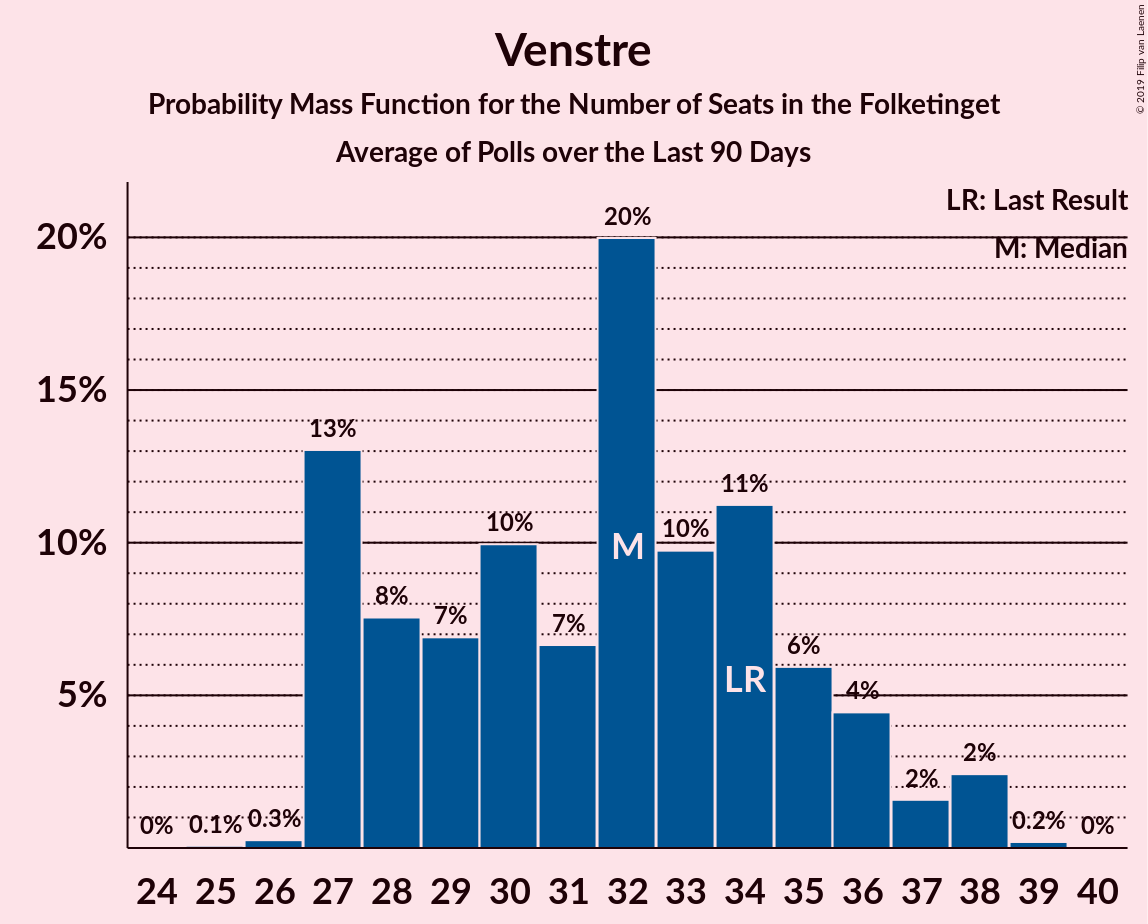 Venstre
Probability Mass Function for the Number of Seats in the Folketinget
Average of Polls over the Last 90 Days
© 2019 Filip van Laenen
LR: Last Result
M: Median
20%
15%
10%
5%
0% 0.1% 0.3% 13% 8% 7% 10% 7% 20% 10% 11% 6% 4% 2% 2% 0.2% 0%
M
LR
24 25 26 27 28 29 30 31 32 33 34 35 36 37 38 39 40